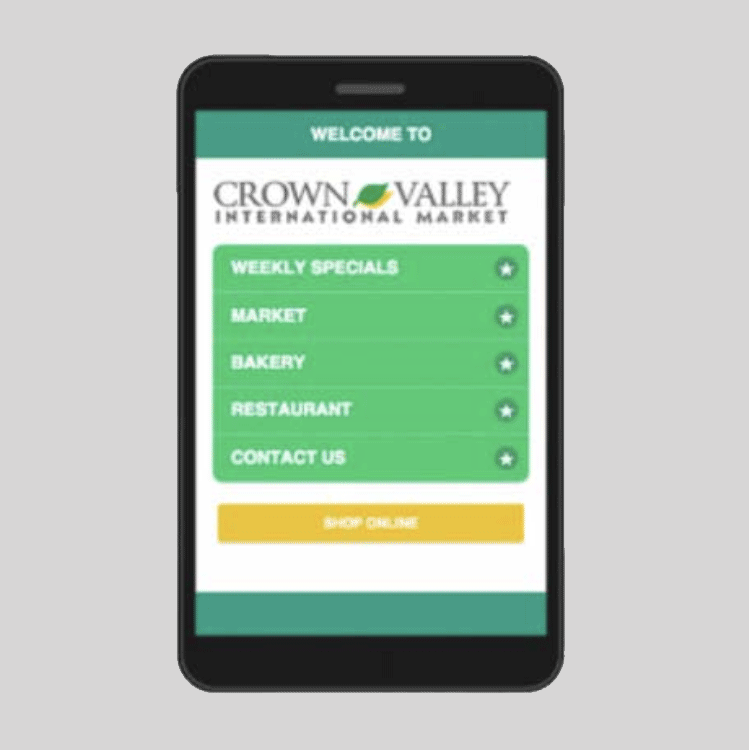 WELCOME TO
CROWN VALLEY
INTERNATIONAL MARKET
WEEKLY SPECIALS
MARKET
BAKERY
RESTAURANT
CONTACT US
SHOP ONLINE